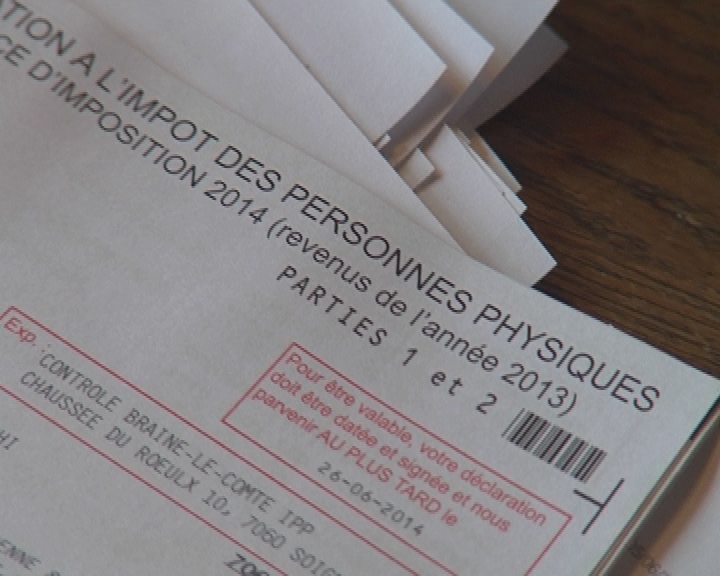 TION A L'IMPOT DES PERSONNES PHYSIQUES
CE D'IMPOSITION 2014 (revenus de l'année 2013)
PARTIES 1 et 2
Pour être valable, votre déclaration
doit être datée et signée et nous
parvenir AU PLUS TARD le
26-06-2014
Exp. :
CONTROLE BRAINE-LE-COMTE IPP
CHAUSSEE DU ROEULX 10, 7060 SOIG
HI